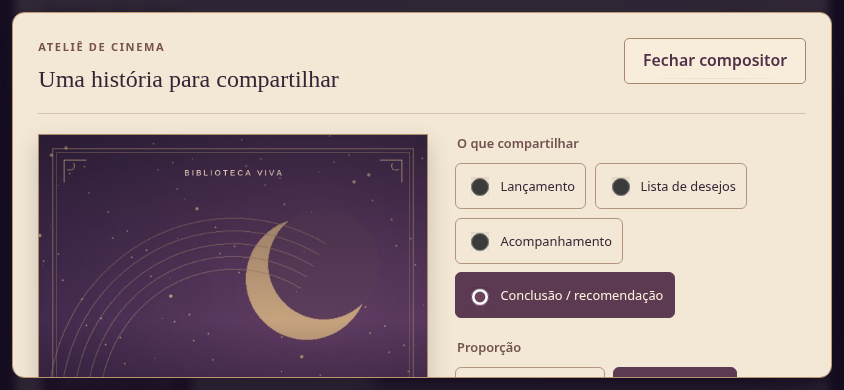 ATELIÊ DE CINEMA
Uma história para compartilhar
Fechar compositor
BIBLIOTECA VIVA
O que compartilhar
Lançamento
Lista de desejos
Acompanhamento
Conclusão / recomendação
Proporção